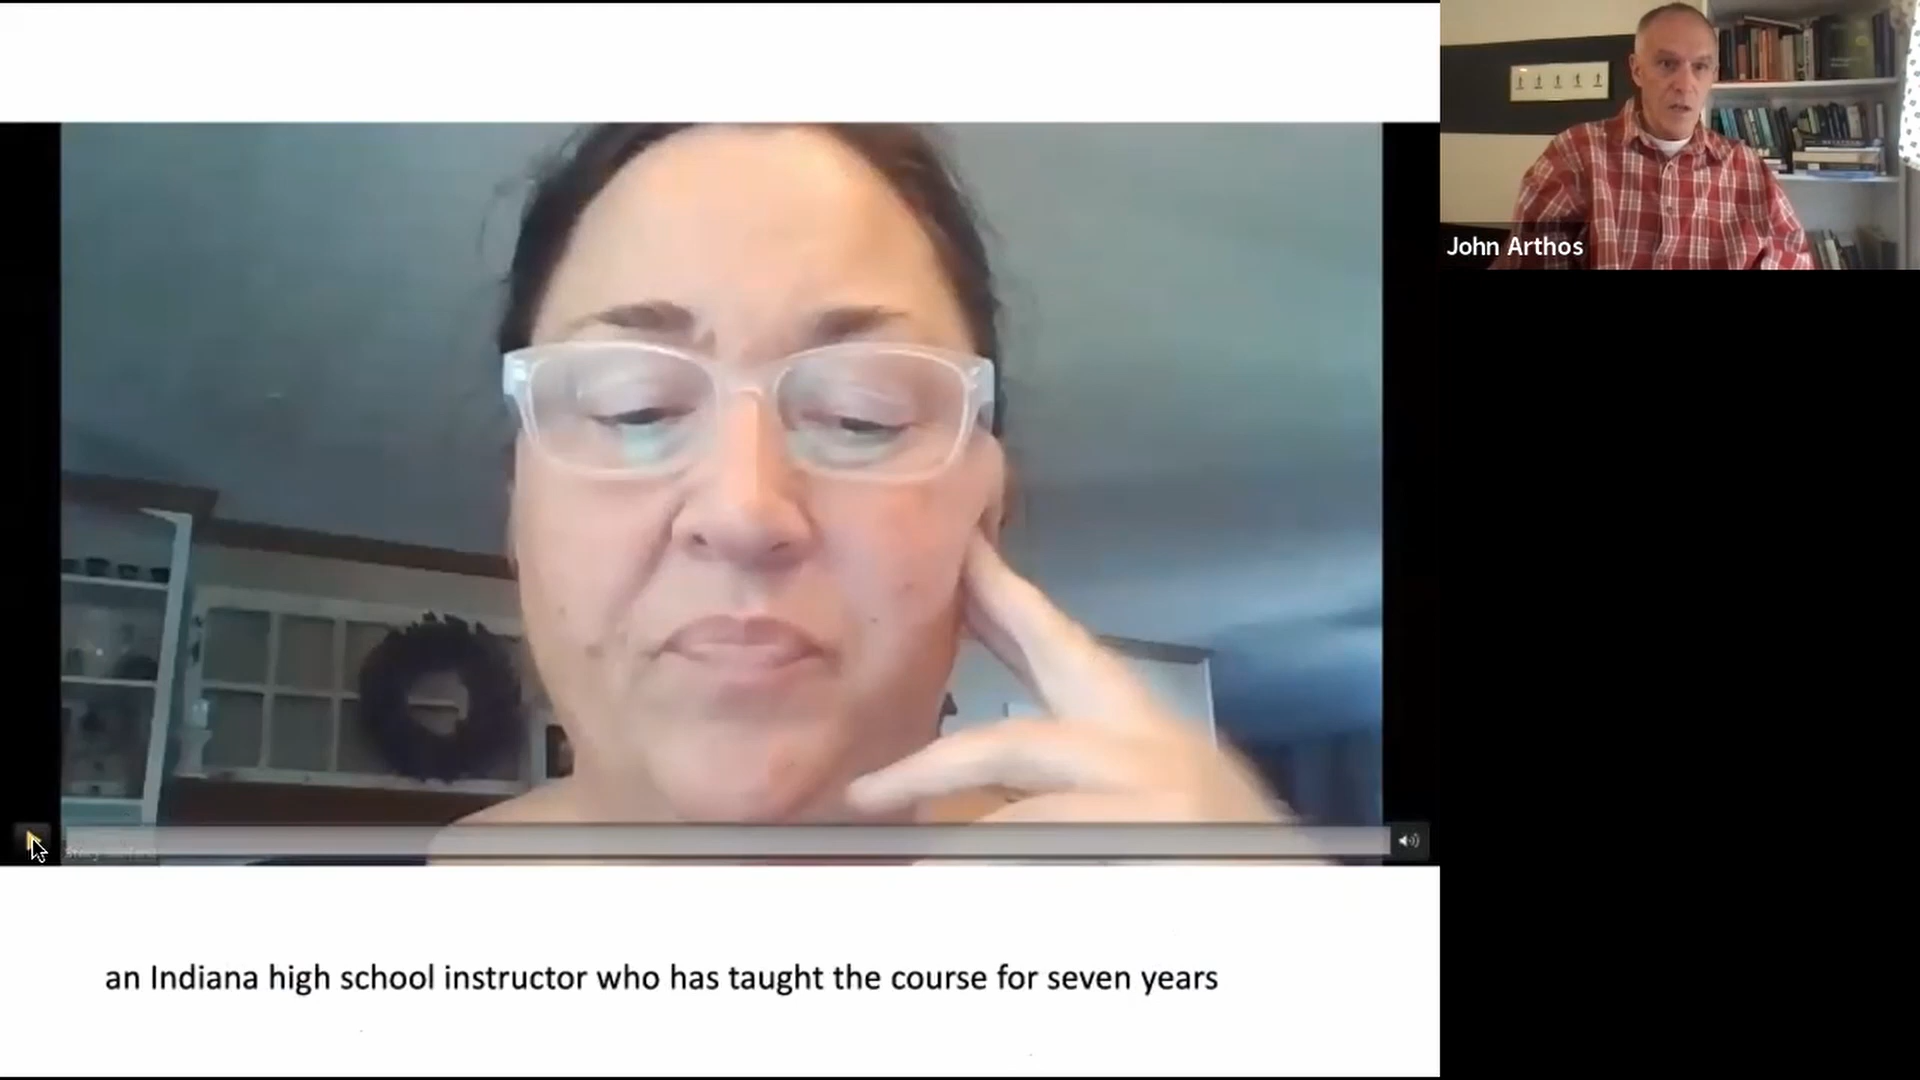 John Arthos
an Indiana high school instructor who has taught the course for seven years